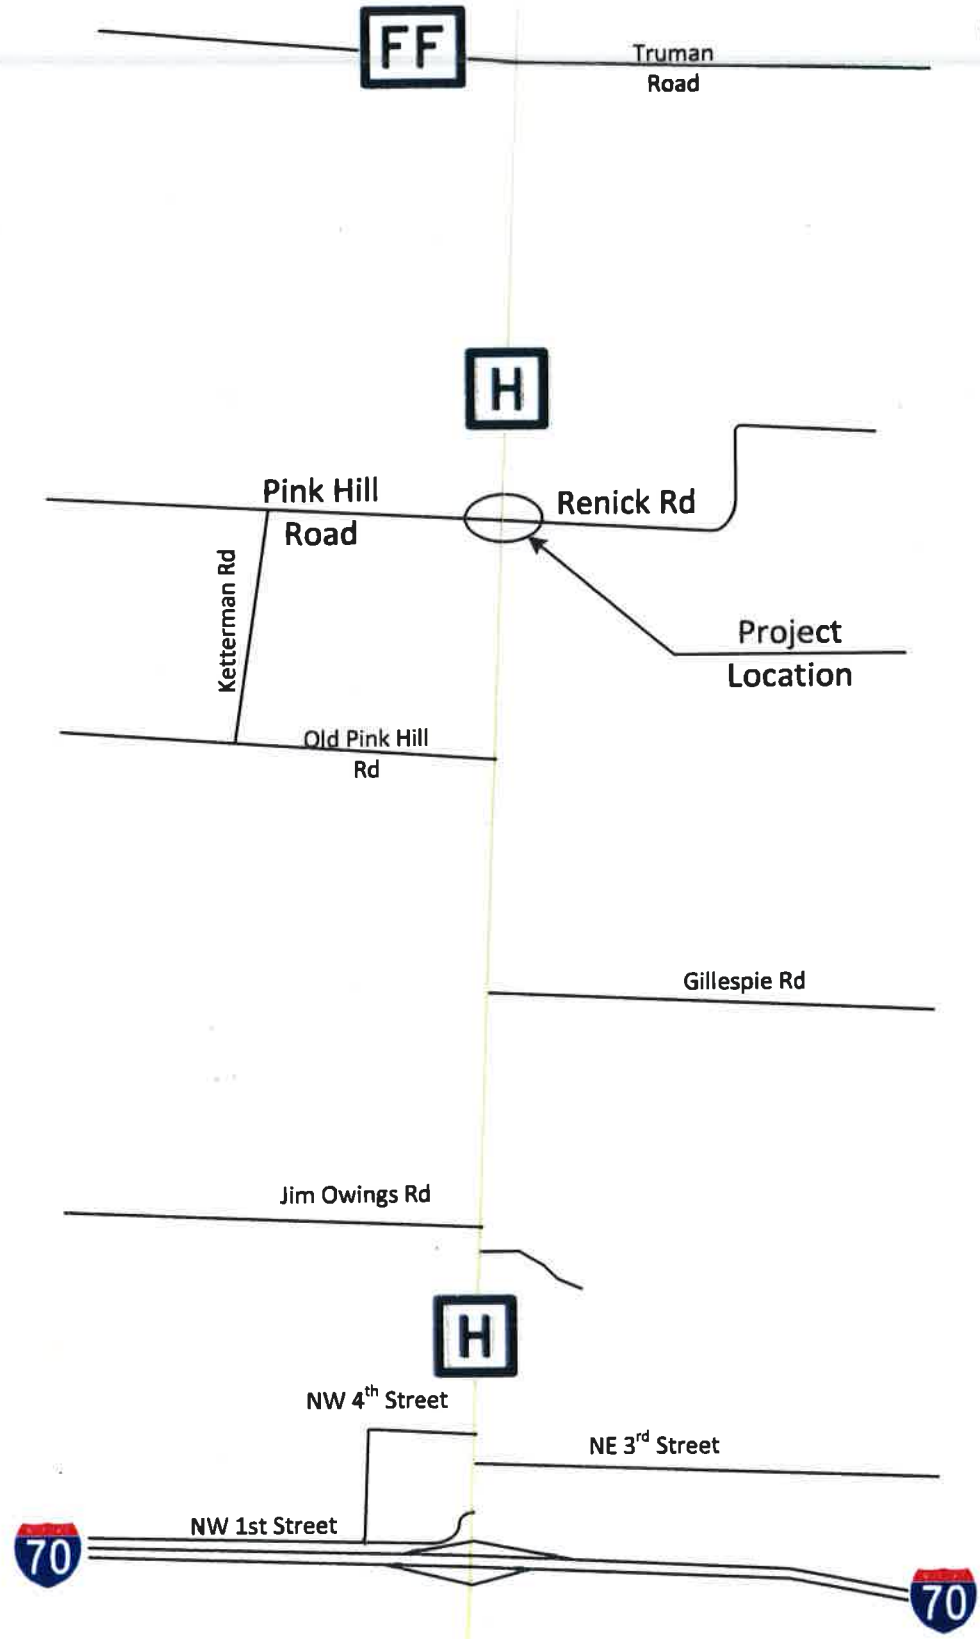 FF
Truman
Road
H
Pink Hill
Road
Renick Rd
Ketterman Rd
Project
Location
Old Pink Hill
Rd
Gillespie Rd
Jim Owings Rd
H
NW 4th Street
NE 3rd Street
NW 1st Street
70
70